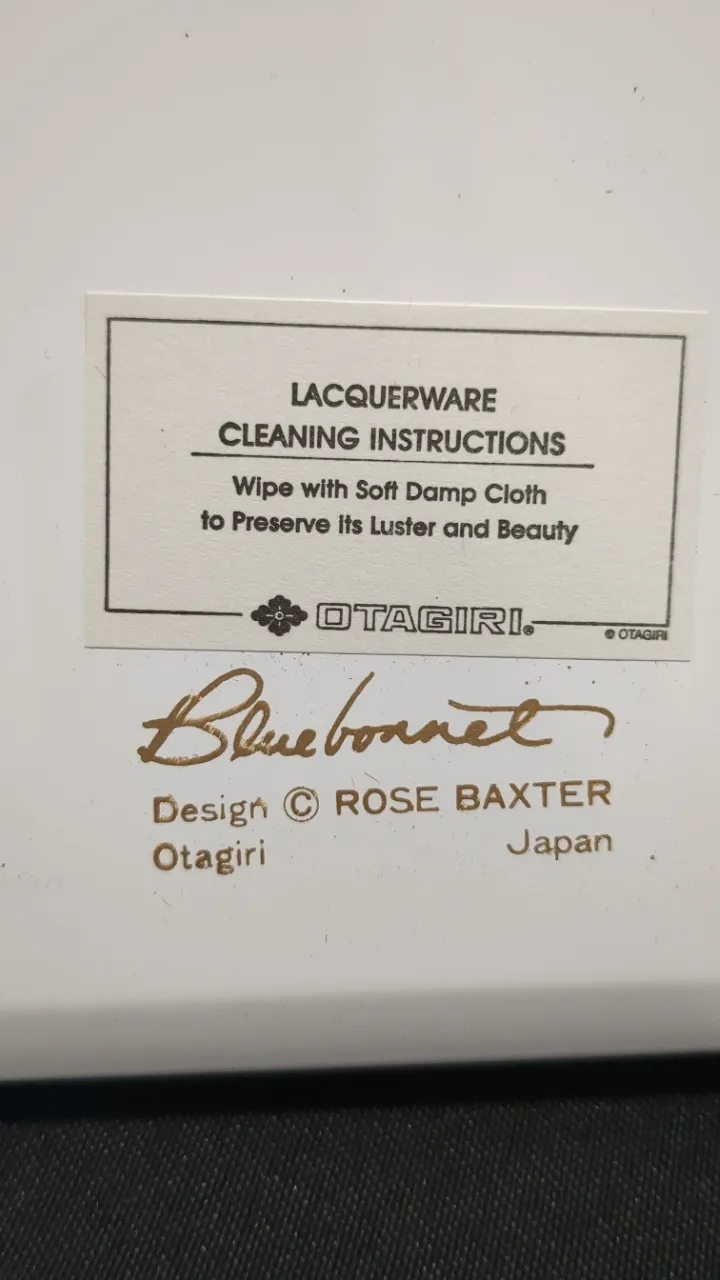 LACQUERWARE
CLEANING INSTRUCTIONS
Wipe with Soft Damp Cloth
to Preserve its Luster and Beauty
OTAGIRI®
© OTAGIRI
Bluebonnet
Design © ROSE BAXTER
Otagiri Japan